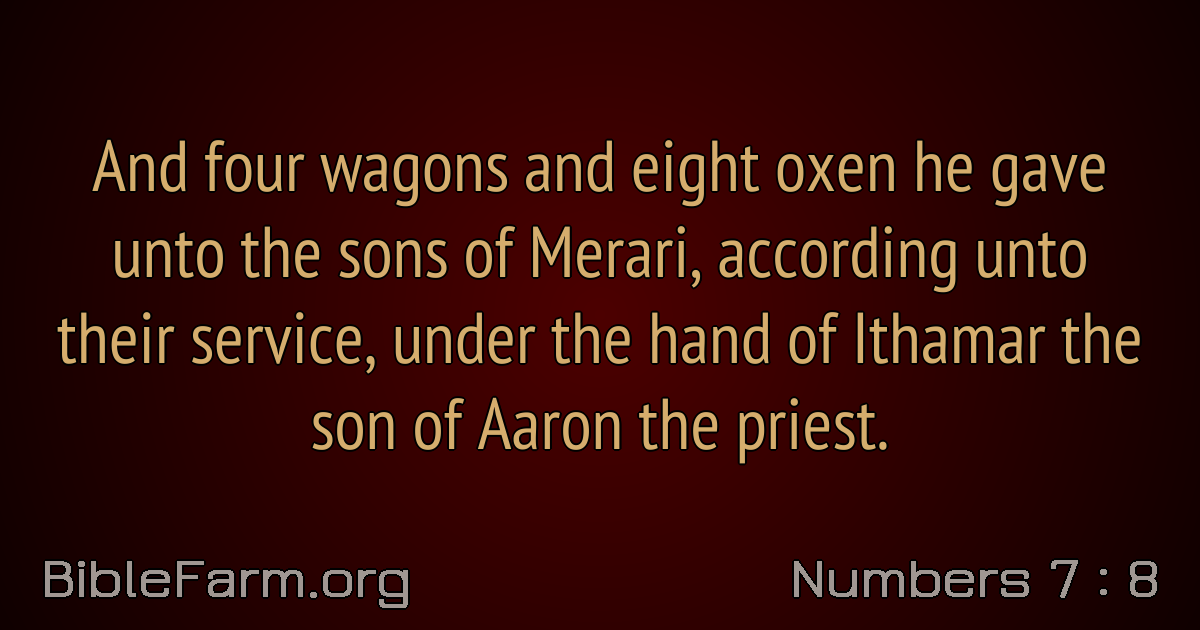 And four wagons and eight oxen he gave
unto the sons of Merari, according unto
their service, under the hand of Ithamar the
son of Aaron the priest.
BibleFarm.org
Numbers 7 : 8